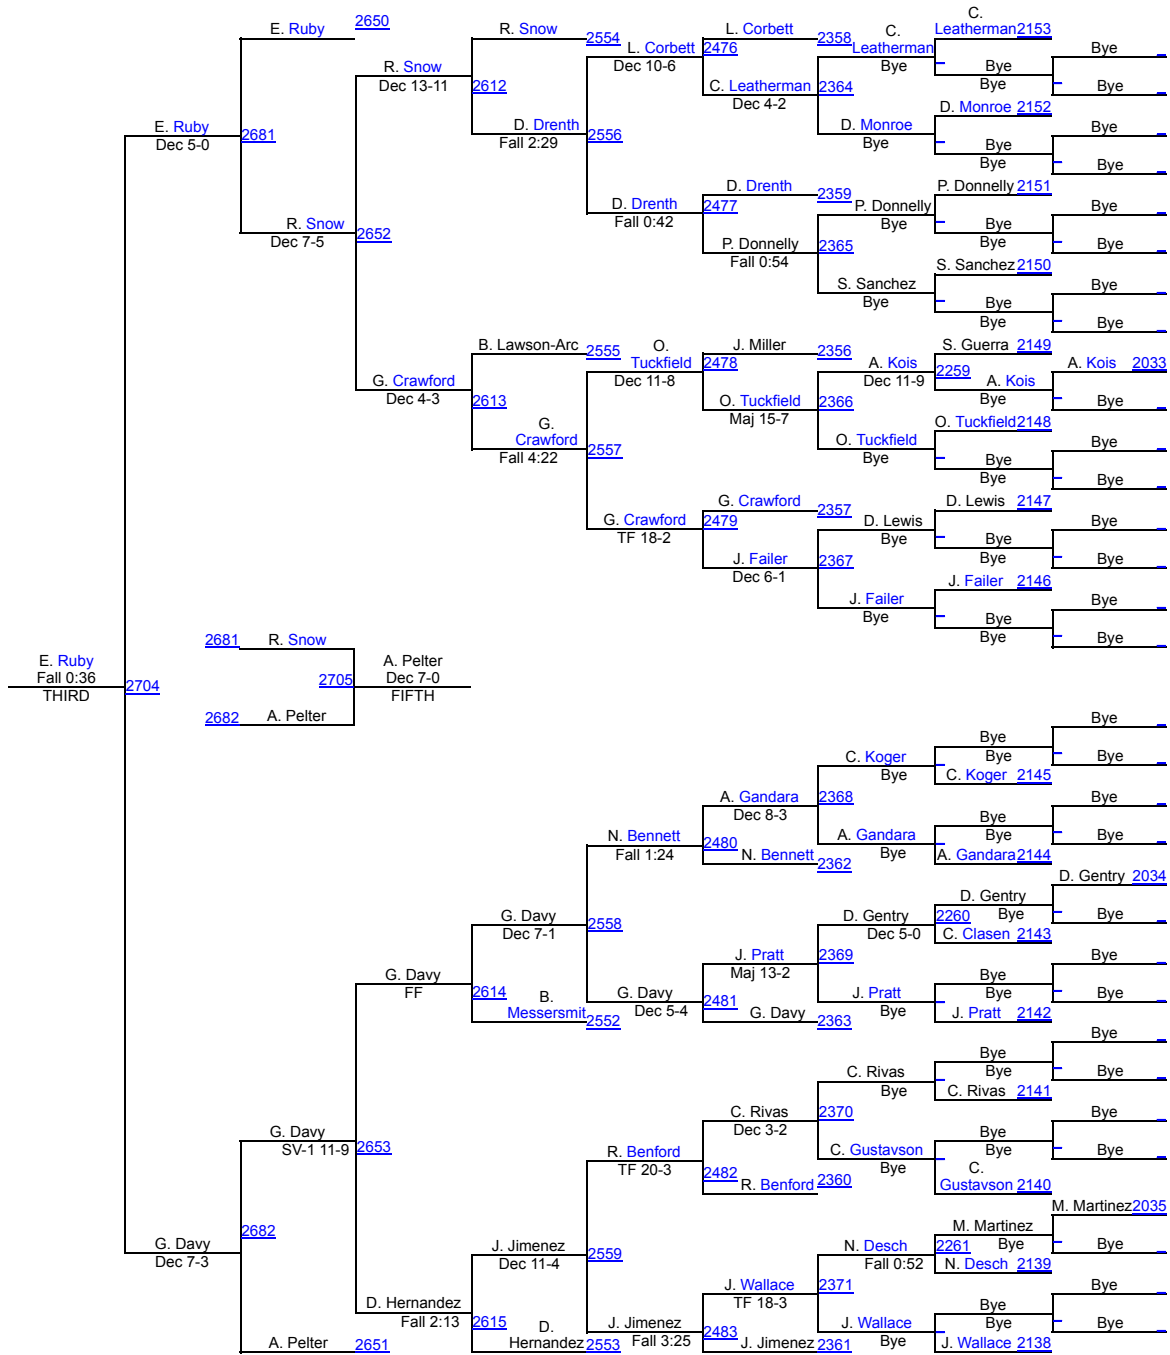 E. Ruby 2650
R. Snow 2554
L. Corbett 2358
C. Leatherman
C. Leatherman 2153
Bye
L. Corbett 2476
Dec 10-6
Bye
Bye
Bye
R. Snow
Dec 13-11
2612
C. Leatherman 2364
Dec 4-2
Bye
E. Ruby
Dec 5-0
2681
D. Drenth
Fall 2:29
2556
D. Monroe
Bye
D. Monroe 2152
Bye
Bye
Bye
Bye
D. Drenth 2359
P. Donnelly 2151
D. Drenth 2477
Fall 0:42
P. Donnelly
Bye
Bye
Bye
Bye
R. Snow
Dec 7-5
2652
P. Donnelly 2365
Fall 0:54
Bye
S. Sanchez 2150
S. Sanchez
Bye
Bye
Bye
Bye
Bye
B. Lawson-Arc 2555
O. Tuckfield 2478
Dec 11-8
J. Miller 2356
S. Guerra 2149
A. Kois
Dec 11-9
2259
A. Kois 2033
G. Crawford
Dec 4-3
2613
A. Kois
Bye
O. Tuckfield 2366
Maj 15-7
Bye
G. Crawford
Fall 4:22
2557
O. Tuckfield
Bye
O. Tuckfield 2148
Bye
Bye
Bye
Bye
G. Crawford 2357
D. Lewis 2147
G. Crawford 2479
TF 18-2
D. Lewis
Bye
Bye
Bye
Bye
J. Failer 2367
Dec 6-1
Bye
J. Failer 2146
J. Failer
Bye
Bye
Bye
Bye
Bye
2681 R. Snow
E. Ruby
Fall 0:36
THIRD
2704
2705
A. Pelter
Dec 7-0
FIFTH
2682 A. Pelter
Bye
Bye
C. Koger
Bye
Bye
Bye
C. Koger 2145
A. Gandara 2368
Dec 8-3
Bye
Bye
N. Bennett 2480
Fall 1:24
A. Gandara
Bye
Bye
Bye
N. Bennett 2362
A. Gandara 2144
D. Gentry 2034
D. Gentry
G. Davy
Dec 7-1
2558
D. Gentry
Dec 5-0
2260 Bye
Bye
C. Clasen 2143
J. Pratt 2369
Maj 13-2
Bye
G. Davy
FF
2614
Bye
G. Davy
Dec 5-4
2481
J. Pratt
Bye
Bye
Bye
B. Messersmit 2552
G. Davy 2363
J. Pratt 2142
Bye
Bye
C. Rivas
Bye
Bye
Bye
C. Rivas 2141
C. Rivas 2370
Dec 3-2
Bye
G. Davy
SV-1 11-9
2653
Bye
R. Benford 2482
TF 20-3
C. Gustavson
Bye
Bye
Bye
R. Benford 2360
C. Gustavson 2140
M. Martinez 2035
M. Martinez
G. Davy
Dec 7-3
2682
J. Jimenez
Dec 11-4
2559
N. Desch
Fall 0:52
2261 Bye
Bye
N. Desch 2139
J. Wallace 2371
TF 18-3
Bye
D. Hernandez
Fall 2:13
2615
Bye
J. Jimenez
Fall 3:25
2483
J. Wallace
Bye
Bye
Bye
A. Pelter 2651
D. Hernandez 2553
J. Jimenez 2361
J. Wallace 2138